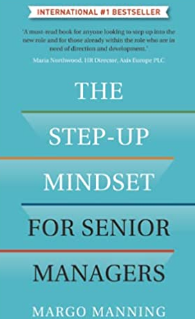 INTERNATIONAL #1 BESTSELLER
'A must read book for anyone looking to step up into the
new role and for those already within the role who are in
need of direction and development.'
Maria Northwood, HR Director, Asia Europe PLC
THE
STEP-UP
MINDSET
FOR SENIOR
MANAGERS
MARGO MANNING